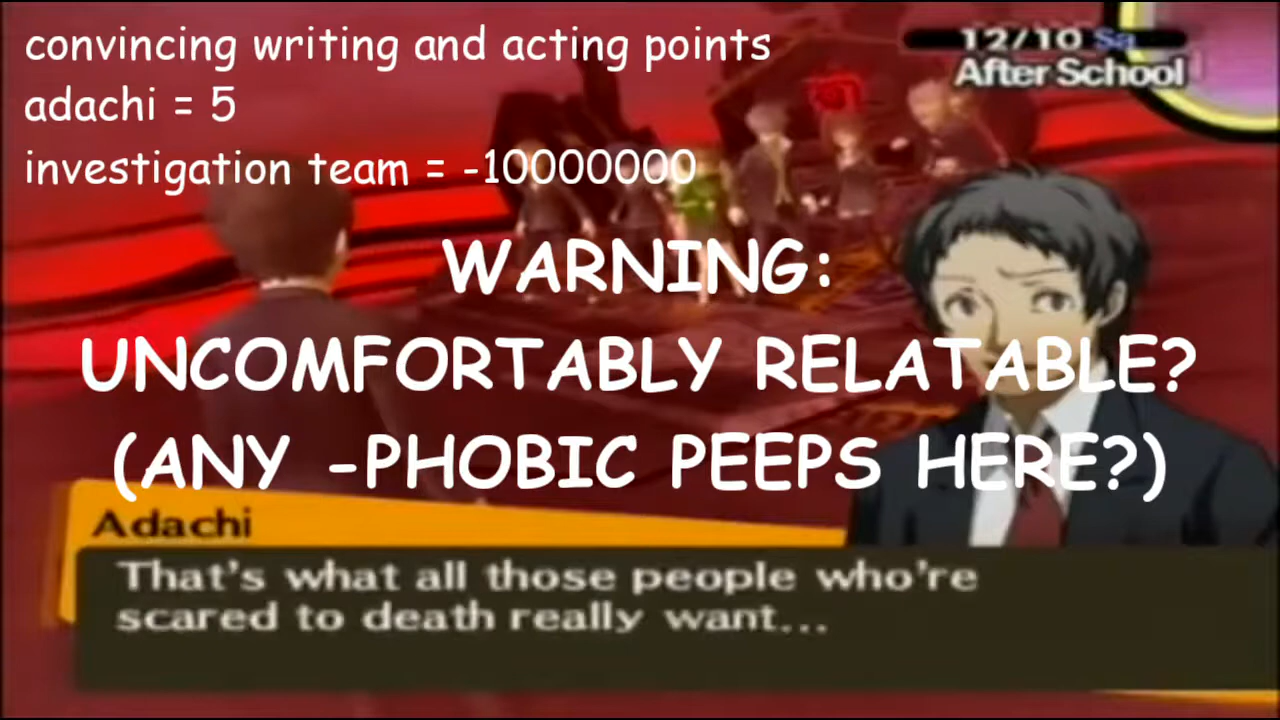 convincing writing and acting points
adachi = 5
investigation team = -10000000
12/10 Sa
After School
WARNING:
UNCOMFORTABLY RELATABLE?
(ANY -PHOBIC PEEPS HERE?)
Adachi
That's what all those people who're
scared to death really want...